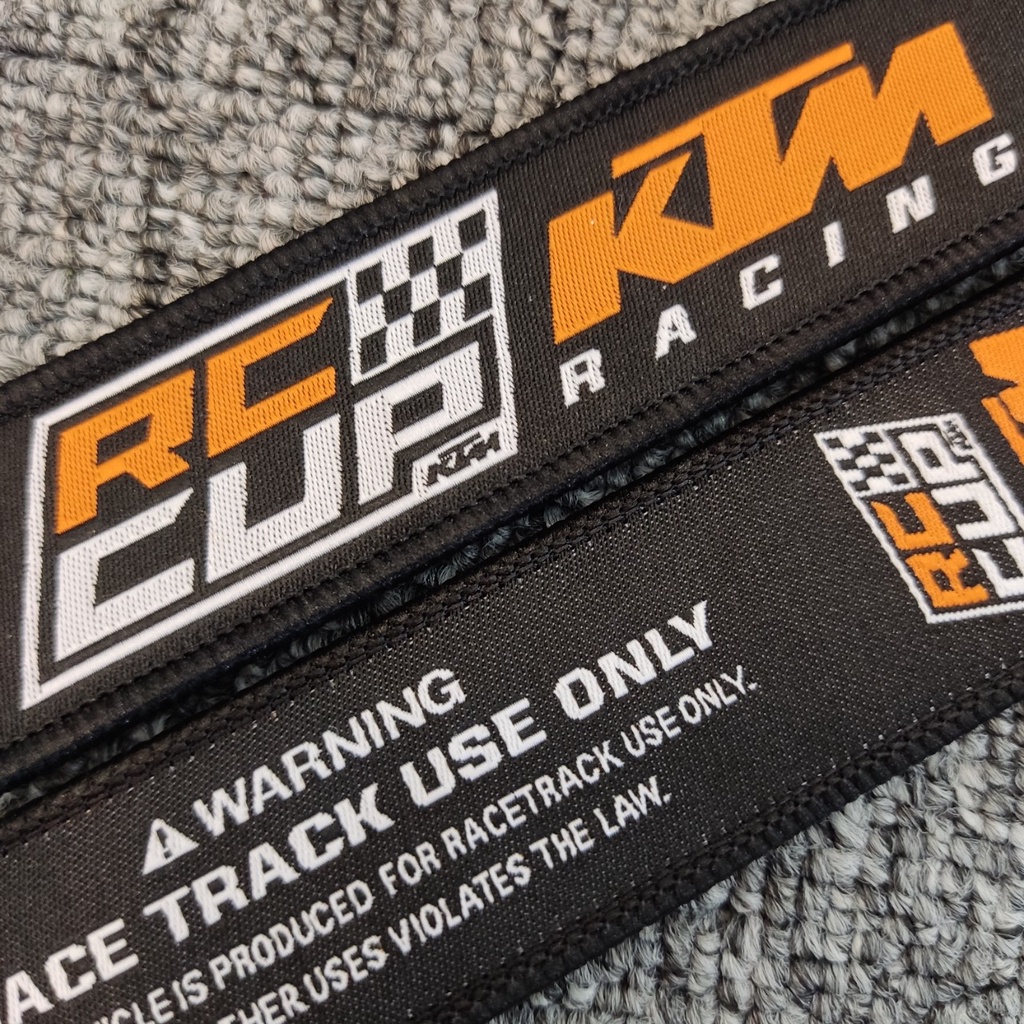 RC
CUP
KTM
KTM
RACING
RC
CUP
KTM
WARNING
ACE TRACK USE ONLY
ICLE IS PRODUCED FOR RACETRACK USE ONLY.
THER USES VIOLATES THE LAW.